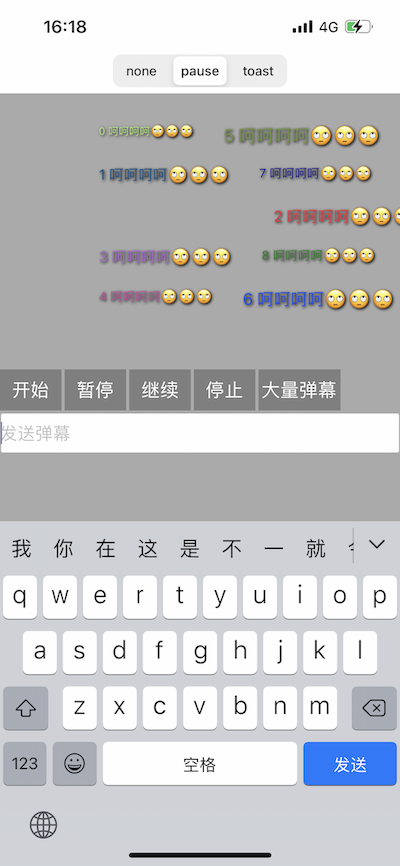 16:18 4G
none pause toast
0 呵呵呵呵🙄🙄🙄 5 呵呵呵呵🙄🙄🙄
1 呵呵呵呵🙄🙄🙄 7 呵呵呵呵🙄🙄🙄
2 呵呵呵呵🙄🙄🙄
3 呵呵呵呵🙄🙄🙄 8 呵呵呵呵🙄🙄🙄
4 呵呵呵呵🙄🙄🙄 6 呵呵呵呵🙄🙄🙄
开始 暂停 继续 停止 大量弹幕
发送弹幕
我 你 在 这 是 不 一 就
q w e r t y u i o p
a s d f g h j k l
z x c v b n m
123 空格 发送